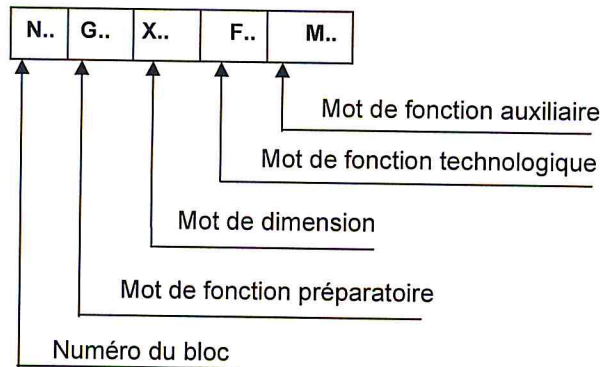 N.. G.. X.. F.. M..
Mot de fonction auxiliaire
Mot de fonction technologique
Mot de dimension
Mot de fonction préparatoire
Numéro du bloc